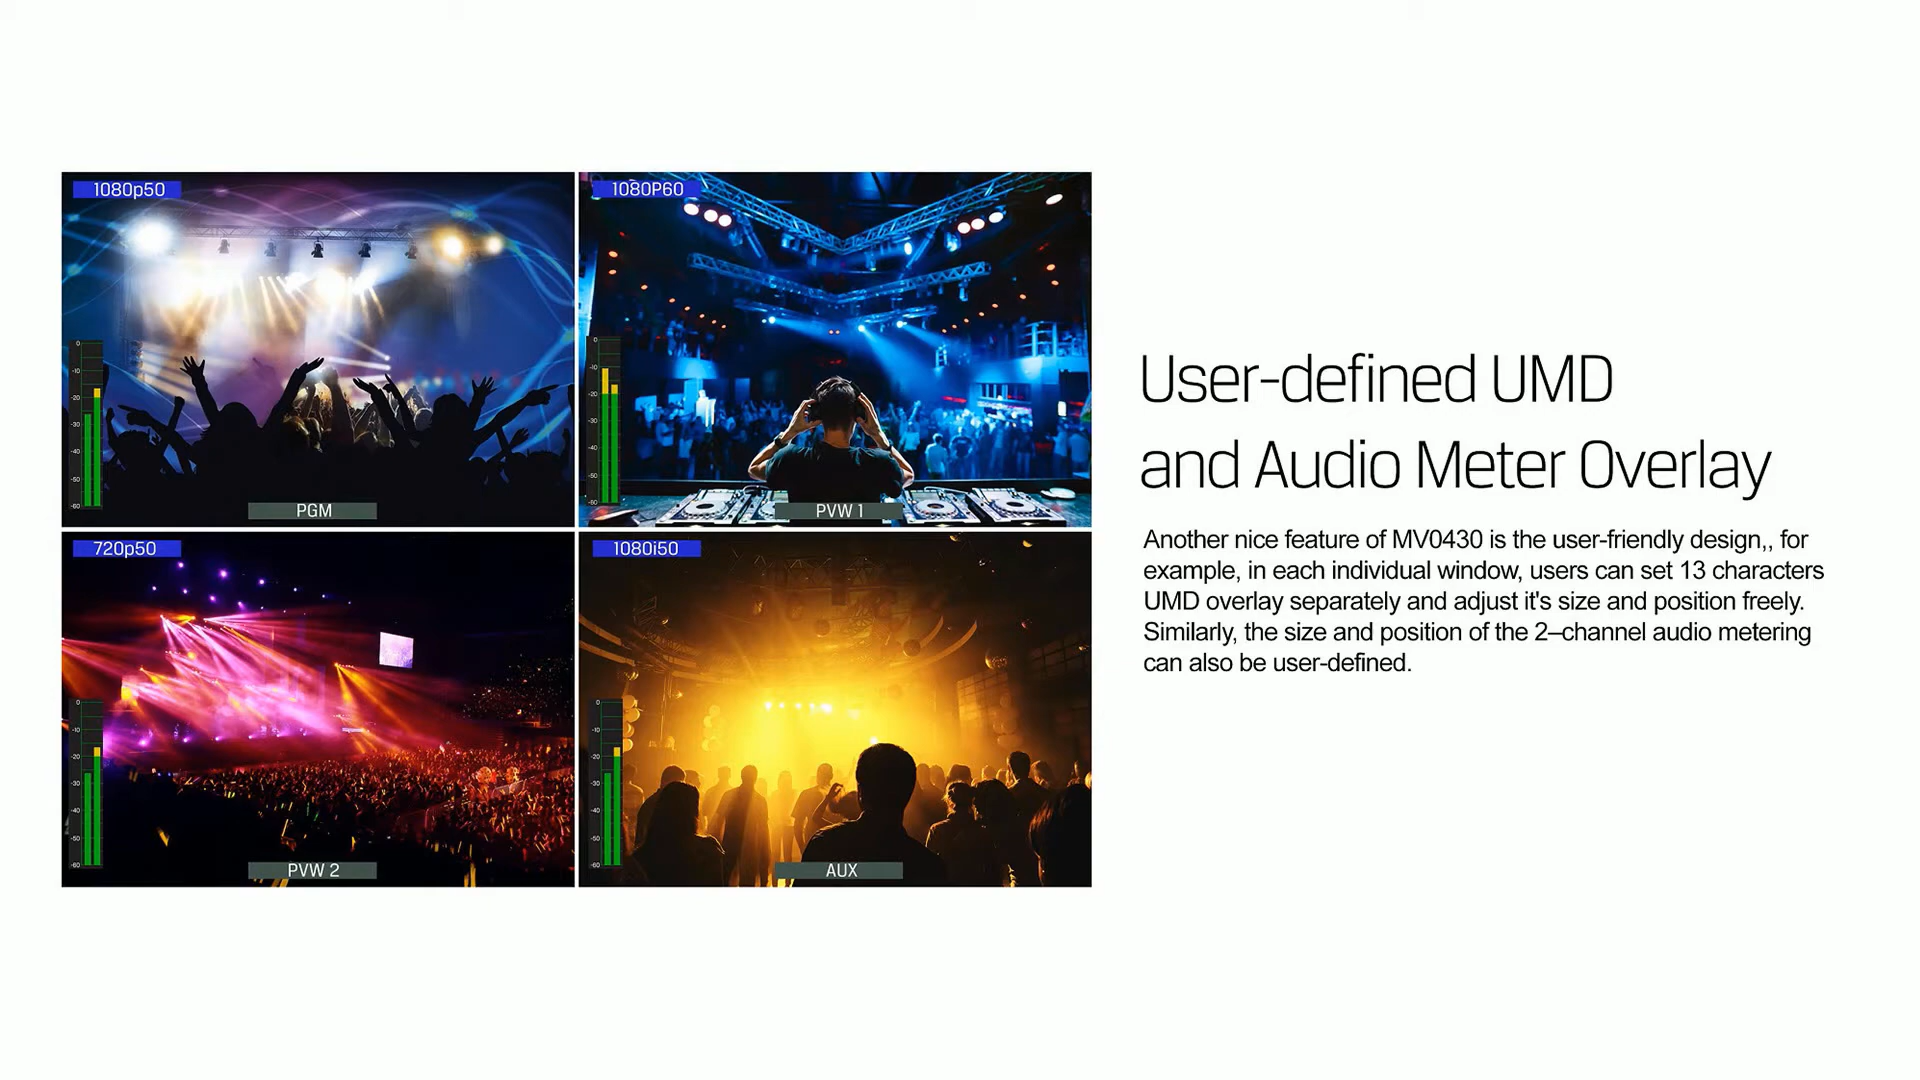 1080p50
1080P60
PGM
PVW 1
720p50
1080i50
PVW 2
AUX
User-defined UMD
and Audio Meter Overlay
Another nice feature of MV0430 is the user-friendly design,, for
example, in each individual window, users can set 13 characters
UMD overlay separately and adjust it's size and position freely.
Similarly, the size and position of the 2–channel audio metering
can also be user-defined.